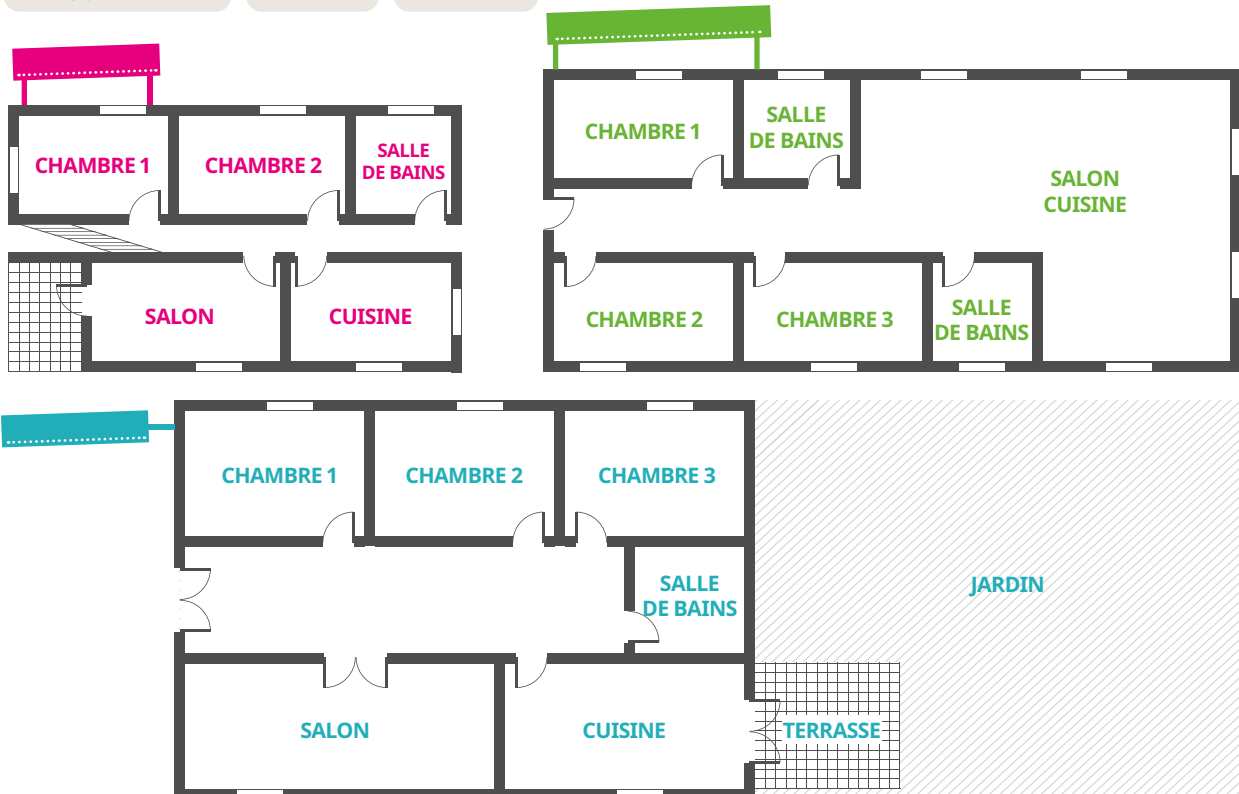 CHAMBRE 1
CHAMBRE 2
SALLE
DE BAINS
SALON
CUISINE
CHAMBRE 1
SALLE
DE BAINS
SALON
CUISINE
CHAMBRE 2
CHAMBRE 3
SALLE
DE BAINS
CHAMBRE 1
CHAMBRE 2
CHAMBRE 3
SALLE
DE BAINS
JARDIN
SALON
CUISINE
TERRASSE